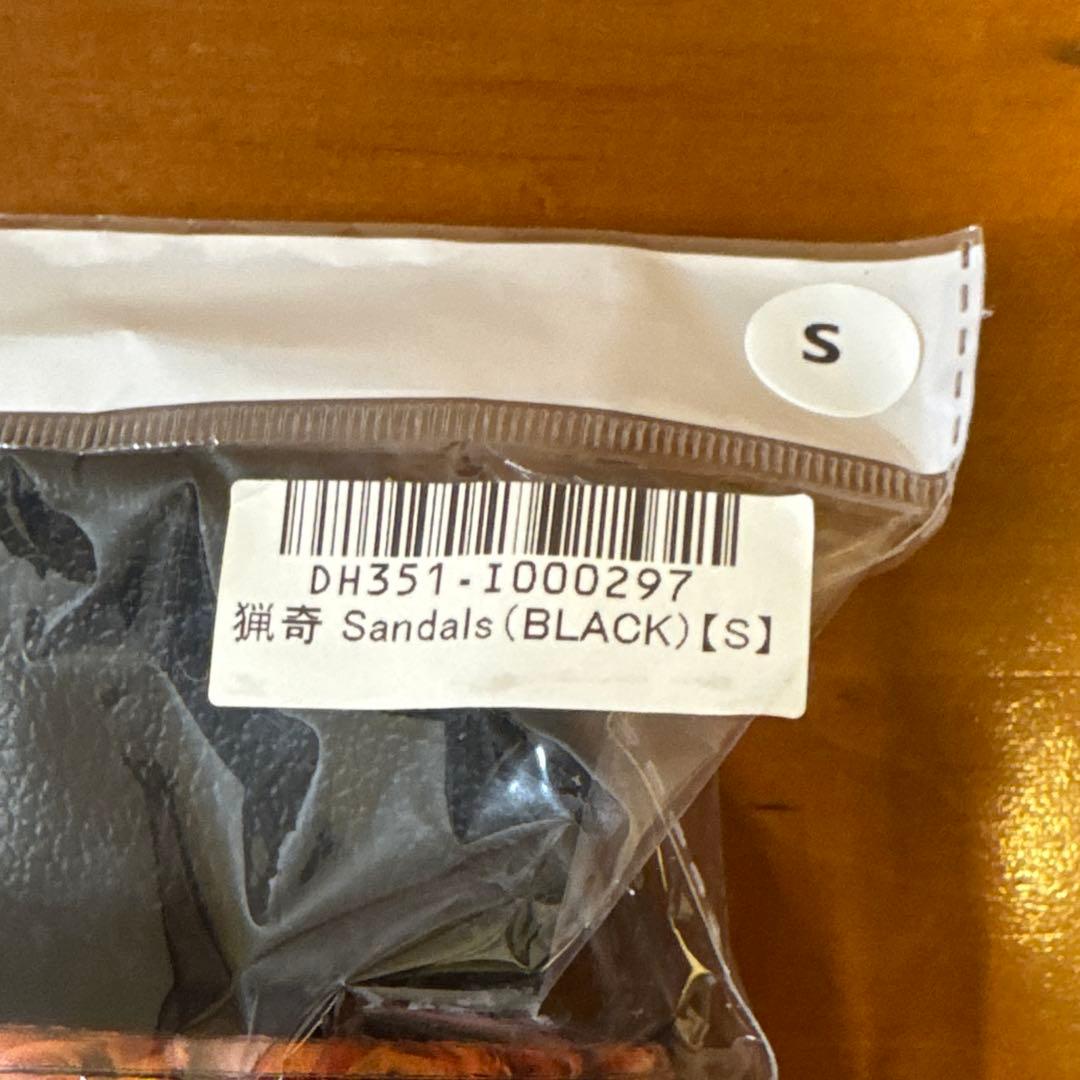 S
DH351-I000297
猟奇 Sandals(BLACK)【S】